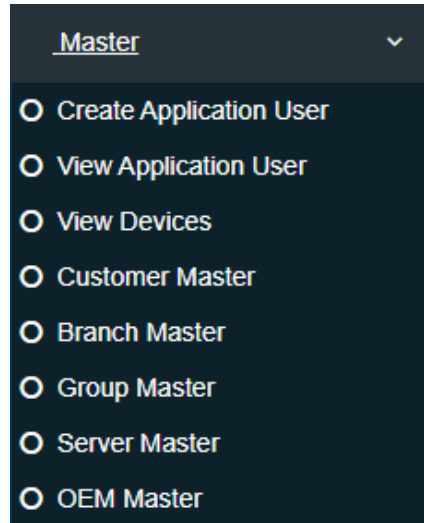 Master
Create Application User
View Application User
View Devices
Customer Master
Branch Master
Group Master
Server Master
OEM Master